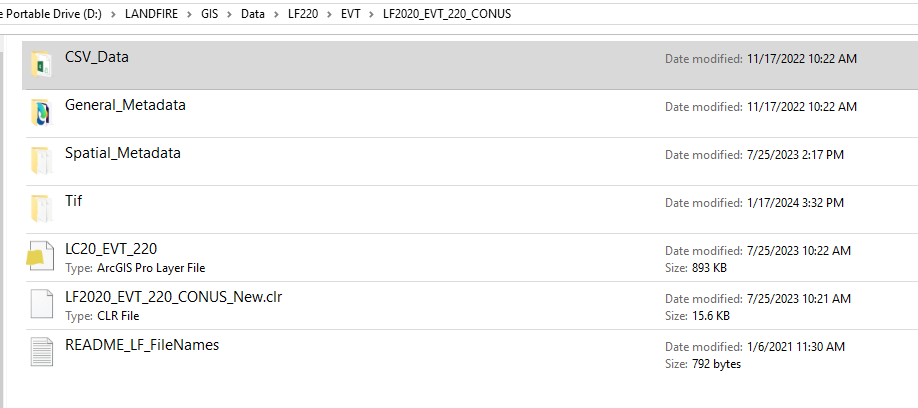 e Portable Drive (D:) > LANDFIRE > GIS > Data > LF220 > EVT > LF2020_EVT_220_CONUS
CSV_Data Date modified: 11/17/2022 10:22 AM
General_Metadata Date modified: 11/17/2022 10:22 AM
Spatial_Metadata Date modified: 7/25/2023 2:17 PM
Tif Date modified: 1/17/2024 3:32 PM
LC20_EVT_220 Date modified: 7/25/2023 10:22 AM
Type: ArcGIS Pro Layer File Size: 893 KB
LF2020_EVT_220_CONUS_New.clr Date modified: 7/25/2023 10:21 AM
Type: CLR File Size: 15.6 KB
README_LF_FileNames Date modified: 1/6/2021 11:30 AM
Size: 792 bytes